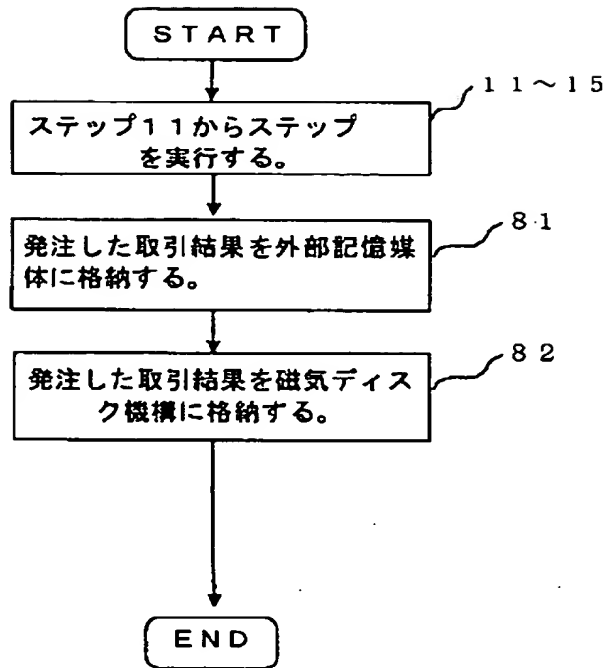 START
11～15
ステップ11からステップ
を実行する。
81
発注した取引結果を外部記憶媒
体に格納する。
82
発注した取引結果を磁気ディス
ク機構に格納する。
END